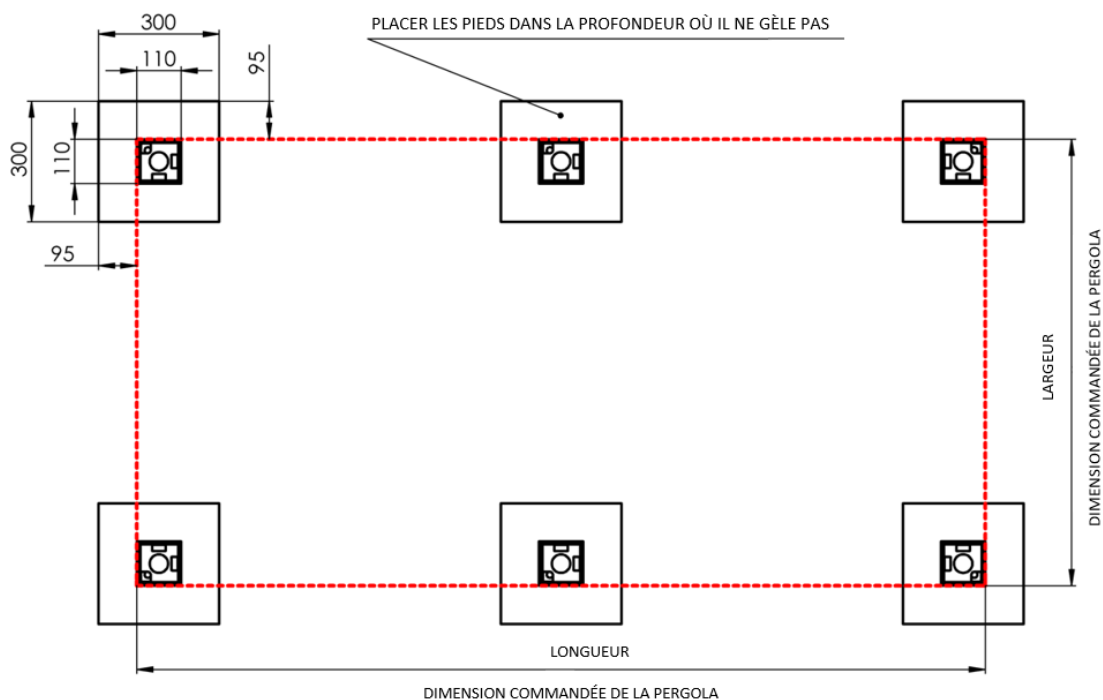 300
PLACER LES PIEDS DANS LA PROFONDEUR OÙ IL NE GÈLE PAS
110
95
300
110
95
LARGEUR
DIMENSION COMMANDÉE DE LA PERGOLA
LONGUEUR
DIMENSION COMMANDÉE DE LA PERGOLA